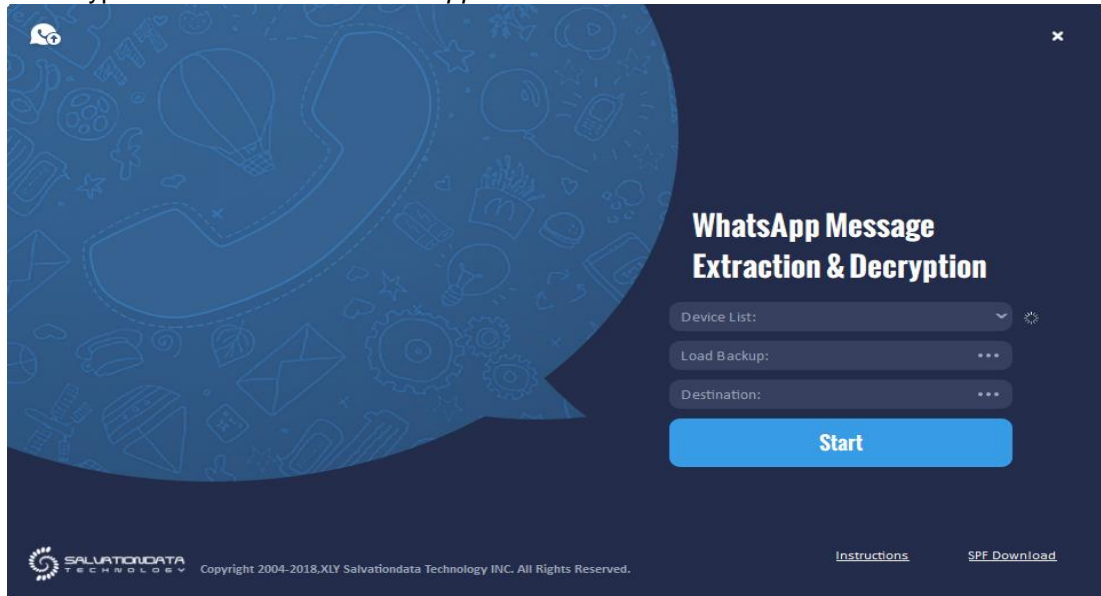 WhatsApp Message
Extraction & Decryption
Device List:
Load Backup:
Destination:
Start
Instructions
SPF Download
SALVATIONDATA
TECHNOLOGY
Copyright 2004-2018,XLY Salvationdata Technology INC. All Rights Reserved.